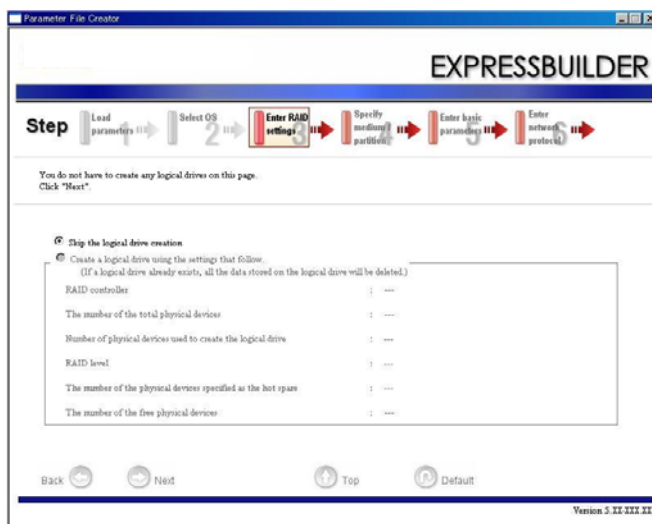 Parameter File Creator
EXPRESSBUILDER
Step
Load
parameters
1
Select OS
2
Enter RAID
settings
3
Specify
medium/
partition
4
Enter basic
parameters
5
Enter
network
protocol
6
You do not have to create any logical drives on this page.
Click "Next".
Skip the logical drive creation
Create a logical drive using the settings that follow.
(If a logical drive already exists, all the data stored on the logical drive will be deleted.)
RAID controller : ---
The number of the total physical devices : ---
Number of physical devices used to create the logical drive : ---
RAID level : ---
The number of the physical devices specified as the hot spare : ---
The number of the free physical devices : ---
Back Next Top Default
Version 5.XX-XXX.XX